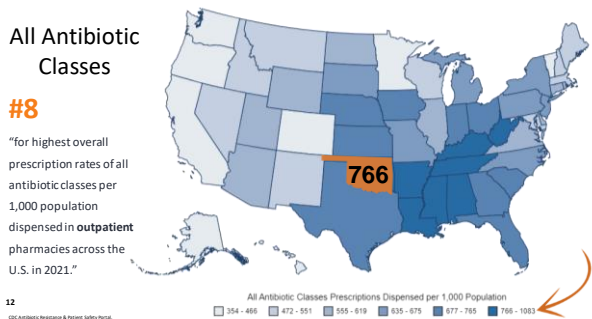 All Antibiotic
Classes
#8
“for highest overall
prescription rates of all
antibiotic classes per
1,000 population
dispensed in outpatient
pharmacies across the
U.S. in 2021.”
766
All Antibiotic Classes Prescriptions Dispensed per 1,000 Population
354 - 466 472 - 551 555 - 619 635 - 675 677 - 765 766 - 1083
12
CDC Antibiotic Resistance & Patient Safety Portal